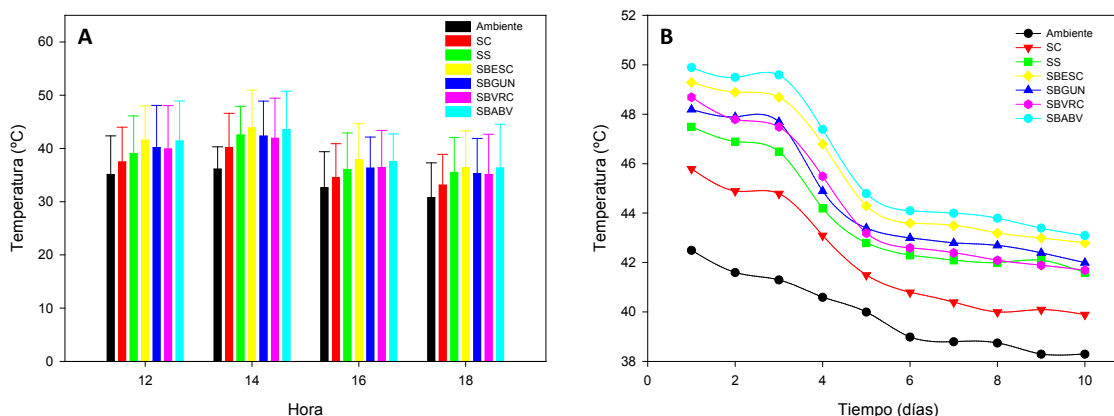 A
Ambiente
SC
SS
SBESC
SBGUN
SBVRC
SBABV
Temperatura (ºC)
60
50
40
30
20
10
0
12 14 16 18
Hora
B
Ambiente
SC
SS
SBESC
SBGUN
SBVRC
SBABV
Temperatura (ºC)
52
50
48
46
44
42
40
38
0 2 4 6 8 10
Tiempo (días)